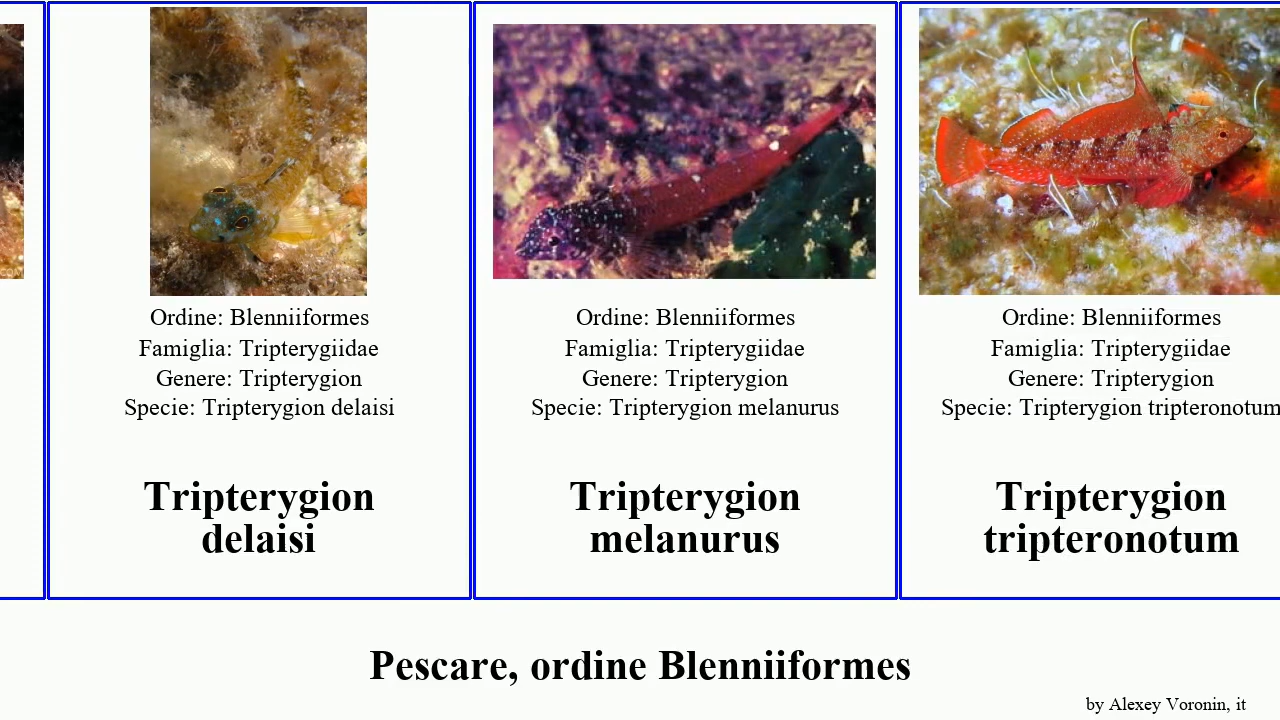 Ordine: Blenniiformes
Famiglia: Tripterygiidae
Genere: Tripterygion
Specie: Tripterygion delaisi
Tripterygion
delaisi
Ordine: Blenniiformes
Famiglia: Tripterygiidae
Genere: Tripterygion
Specie: Tripterygion melanurus
Tripterygion
melanurus
Ordine: Blenniiformes
Famiglia: Tripterygiidae
Genere: Tripterygion
Specie: Tripterygion tripteronotum
Tripterygion
tripteronotum
Pescare, ordine Blenniiformes
by Alexey Voronin, it